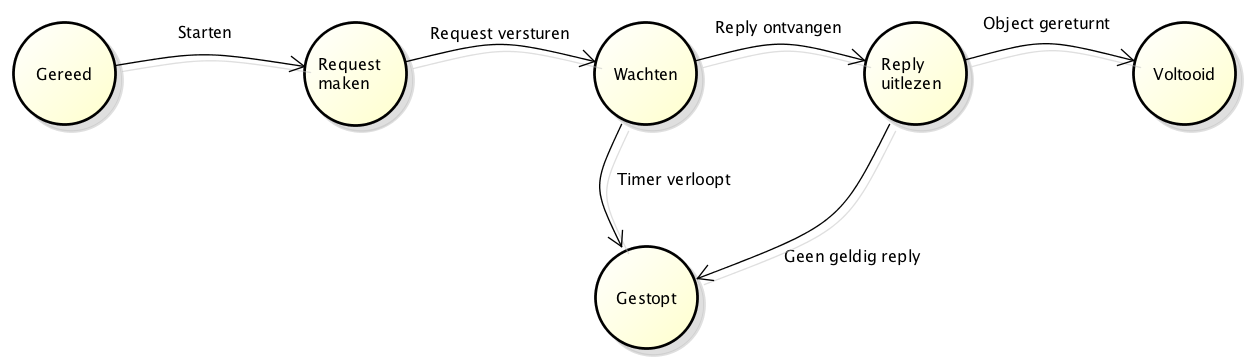 Starten
Request versturen
Reply ontvangen
Object gereturnt
Gereed
Request
maken
Wachten
Reply
uitlezen
Voltooid
Timer verloopt
Geen geldig reply
Gestopt